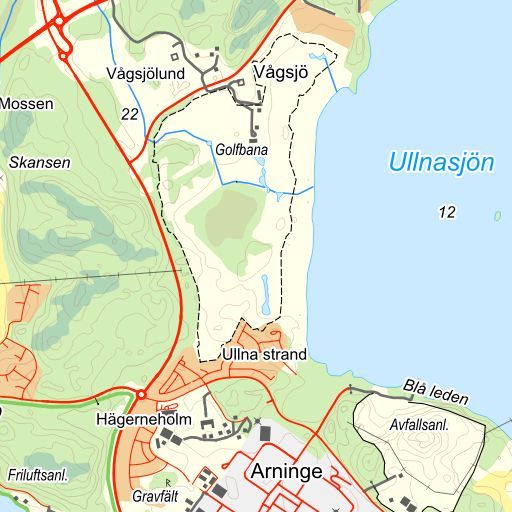 Vågsjölund
Vågsjö
Mossen
22
Golfbana
Skansen
Ullnasjön
12
Ullna strand
Blå leden
Hägerneholm
Avfallsanl.
Arninge
Friluftsanl.
Gravfält
R